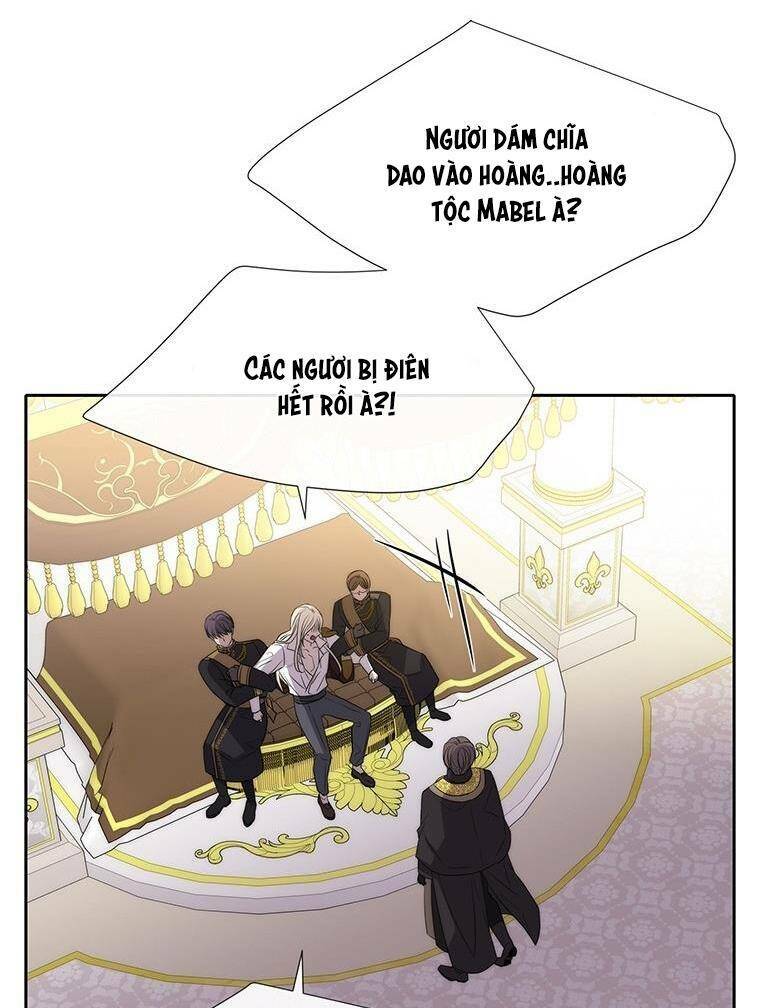 NGƯƠI DÁM CHĨA
DAO VÀO HOÀNG..HOÀNG
TỘC MABEL À?
CÁC NGƯƠI BỊ ĐIÊN
HẾT RỒI À?!